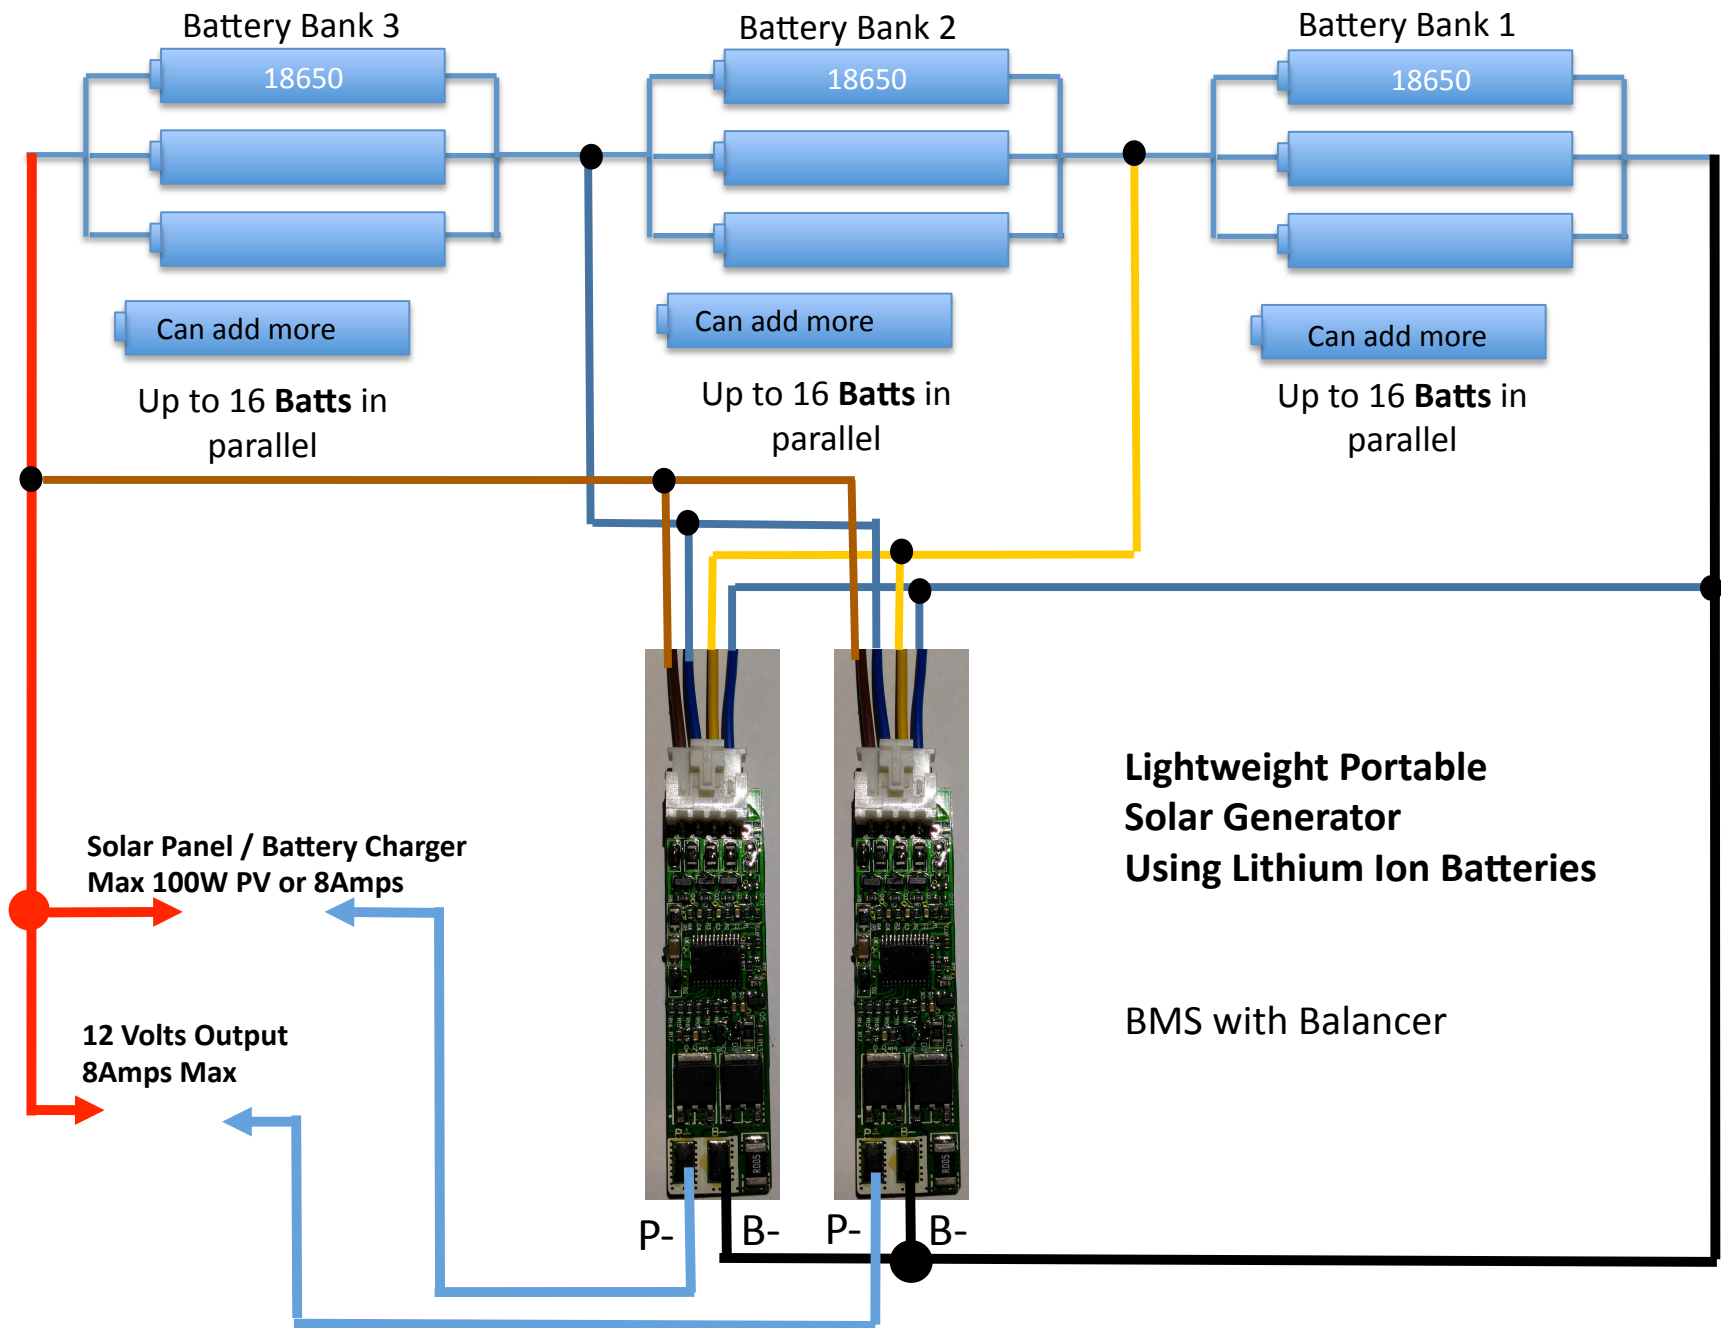 Battery Bank 3
Battery Bank 2
Battery Bank 1
18650
18650
18650
Can add more
Can add more
Can add more
Up to 16 Batts in
parallel
Up to 16 Batts in
parallel
Up to 16 Batts in
parallel
Solar Panel / Battery Charger
Max 100W PV or 8Amps
12 Volts Output
8Amps Max
Lightweight Portable
Solar Generator
Using Lithium Ion Batteries
BMS with Balancer
P-
B-
P-
B-
R005
R005
P-
B-
P-
B-